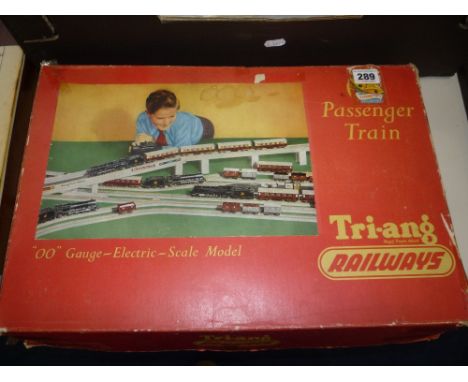 289
Passenger
Train
Tri-ang
RAILWAYS
"OO" Gauge-Electric-Scale Model